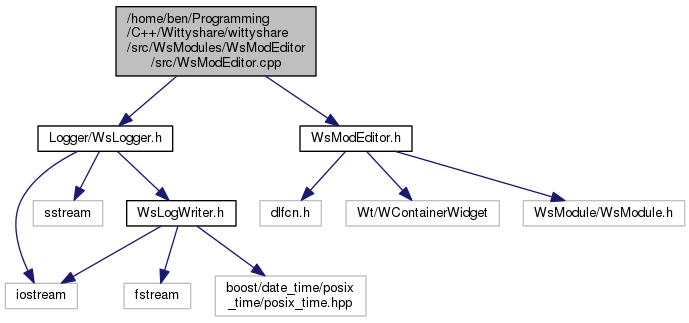 /home/ben/Programming
/C++/Wittyshare/wittyshare
/src/WsModules/WsModEditor
/src/WsModEditor.cpp
Logger/WsLogger.h
WsModEditor.h
sstream
WsLogWriter.h
dlfcn.h
Wt/WContainerWidget
WsModule/WsModule.h
iostream
fstream
boost/date_time/posix
_time/posix_time.hpp